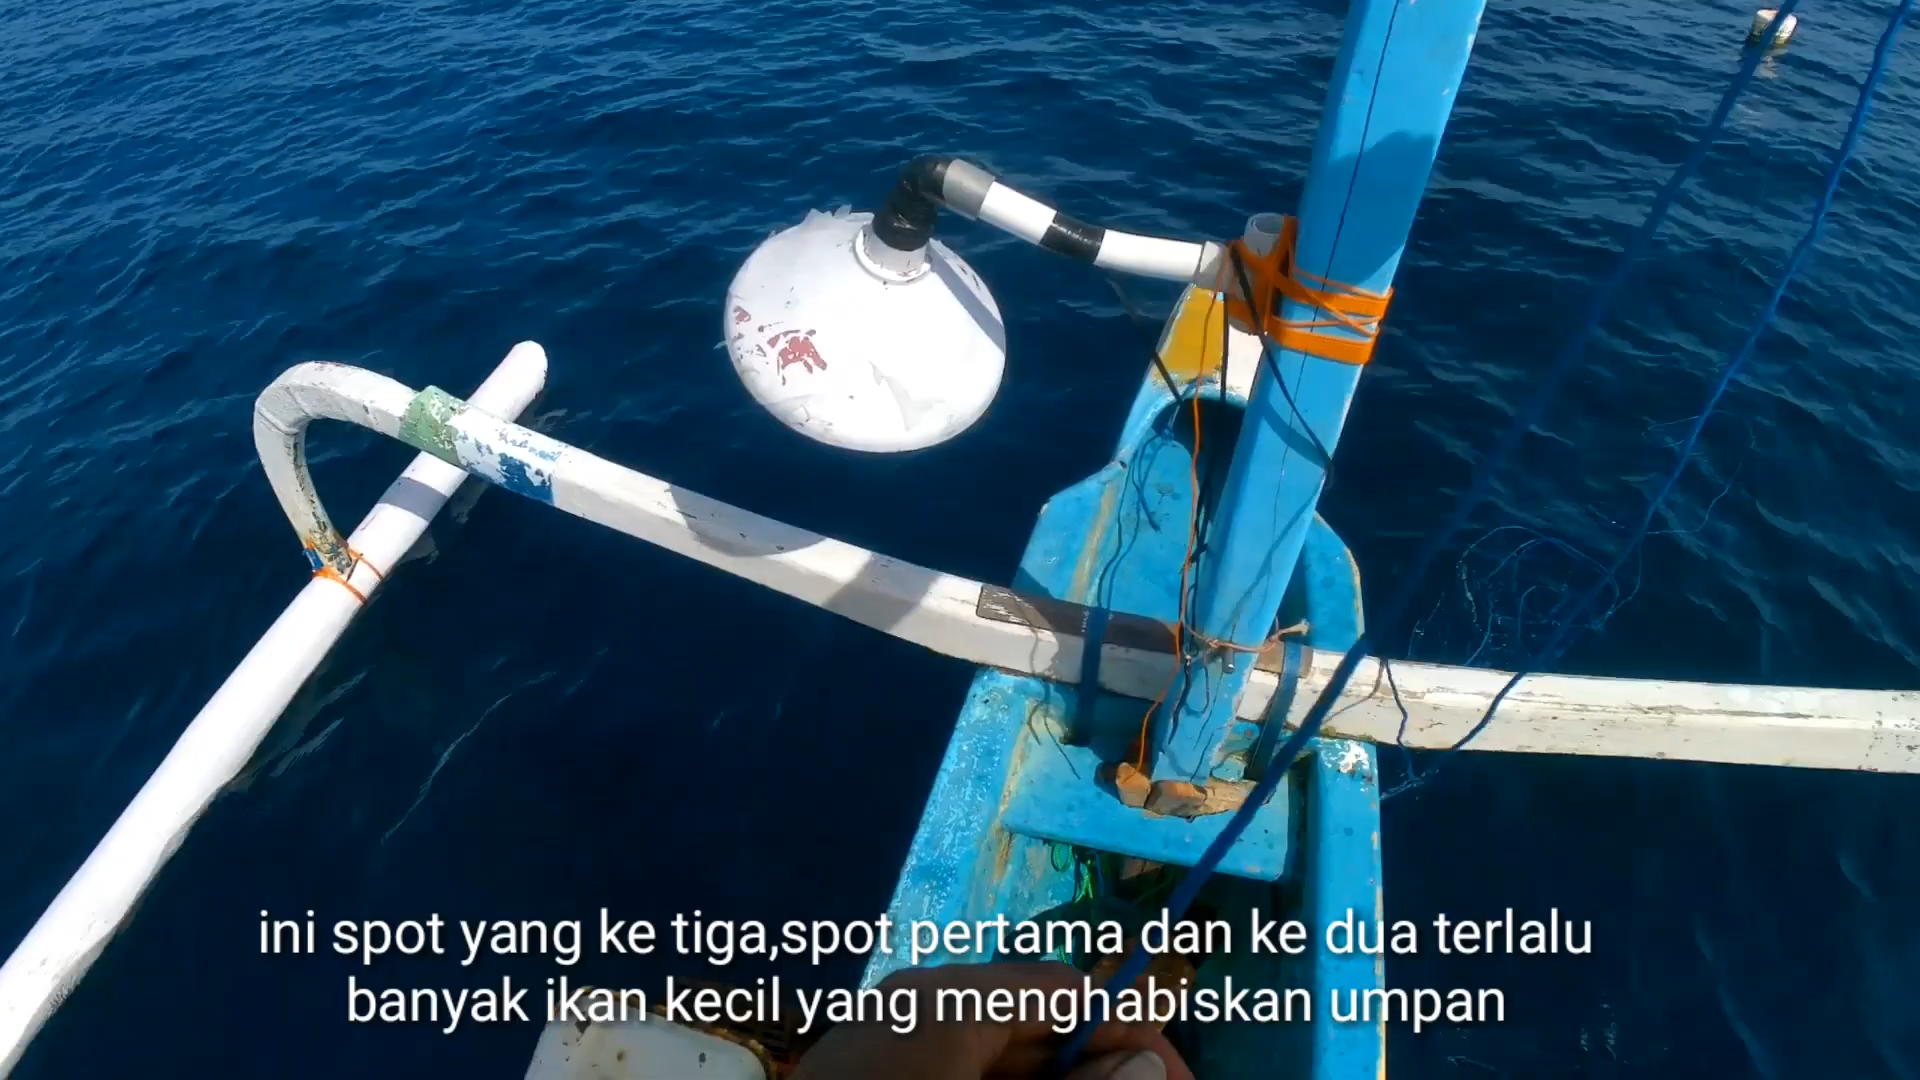 ini spot yang ke tiga,spot pertama dan ke dua terlalu
banyak ikan kecil yang menghabiskan umpan